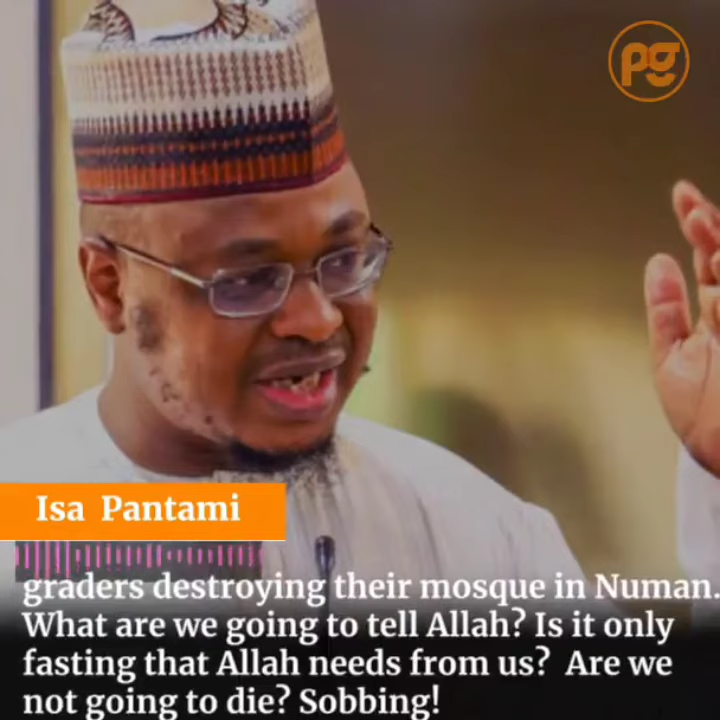 pg
Isa Pantami
graders destroying their mosque in Numan.
What are we going to tell Allah? Is it only
fasting that Allah needs from us? Are we
not going to die? Sobbing!